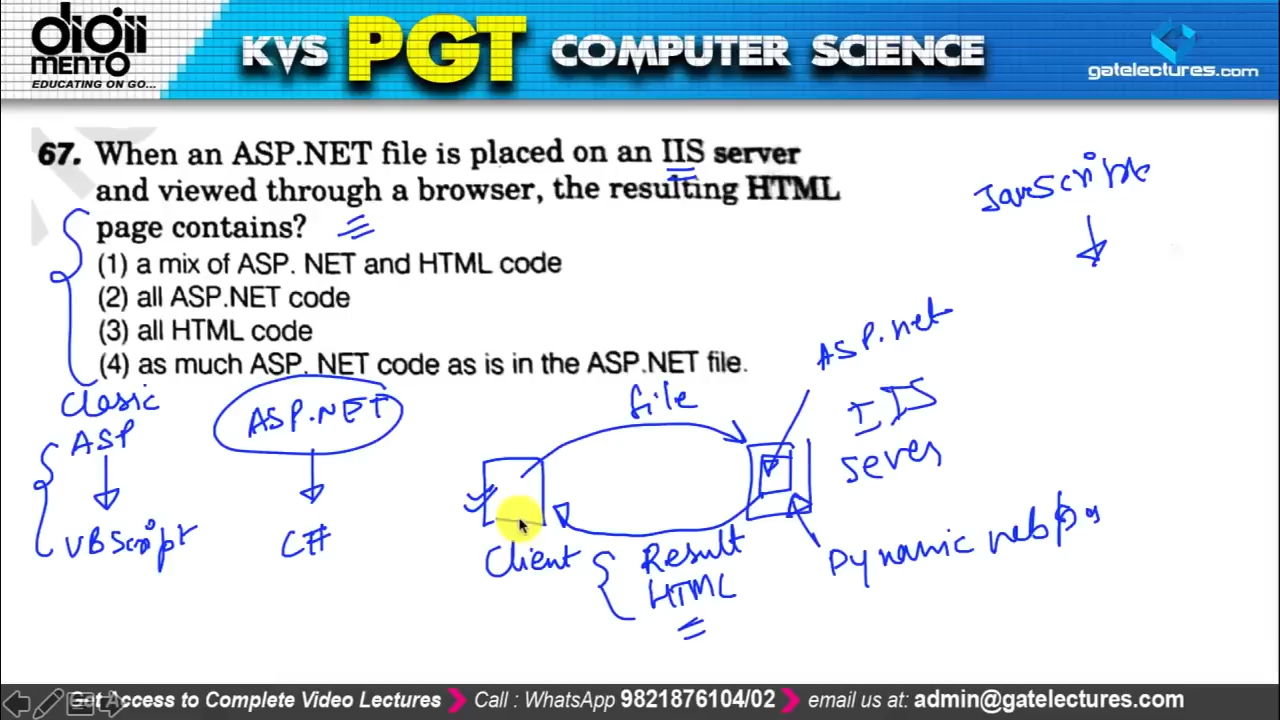 digii
MENTO
EDUCATING ON GO...
KVS PGT COMPUTER SCIENCE
gatelectures.com
67. When an ASP.NET file is placed on an IIS server
and viewed through a browser, the resulting HTML
page contains?
(1) a mix of ASP. NET and HTML code
(2) all ASP.NET code
(3) all HTML code
(4) as much ASP. NET code as is in the ASP.NET file.
JavaScript
ASP.net
Clasic
ASP
VBScript
ASP.NET
C#
file
IIS
Client
Result
HTML
Dynamic
Get Access to Complete Video Lectures
Call : WhatsApp 9821876104/02
email us at: admin@gatelectures.com